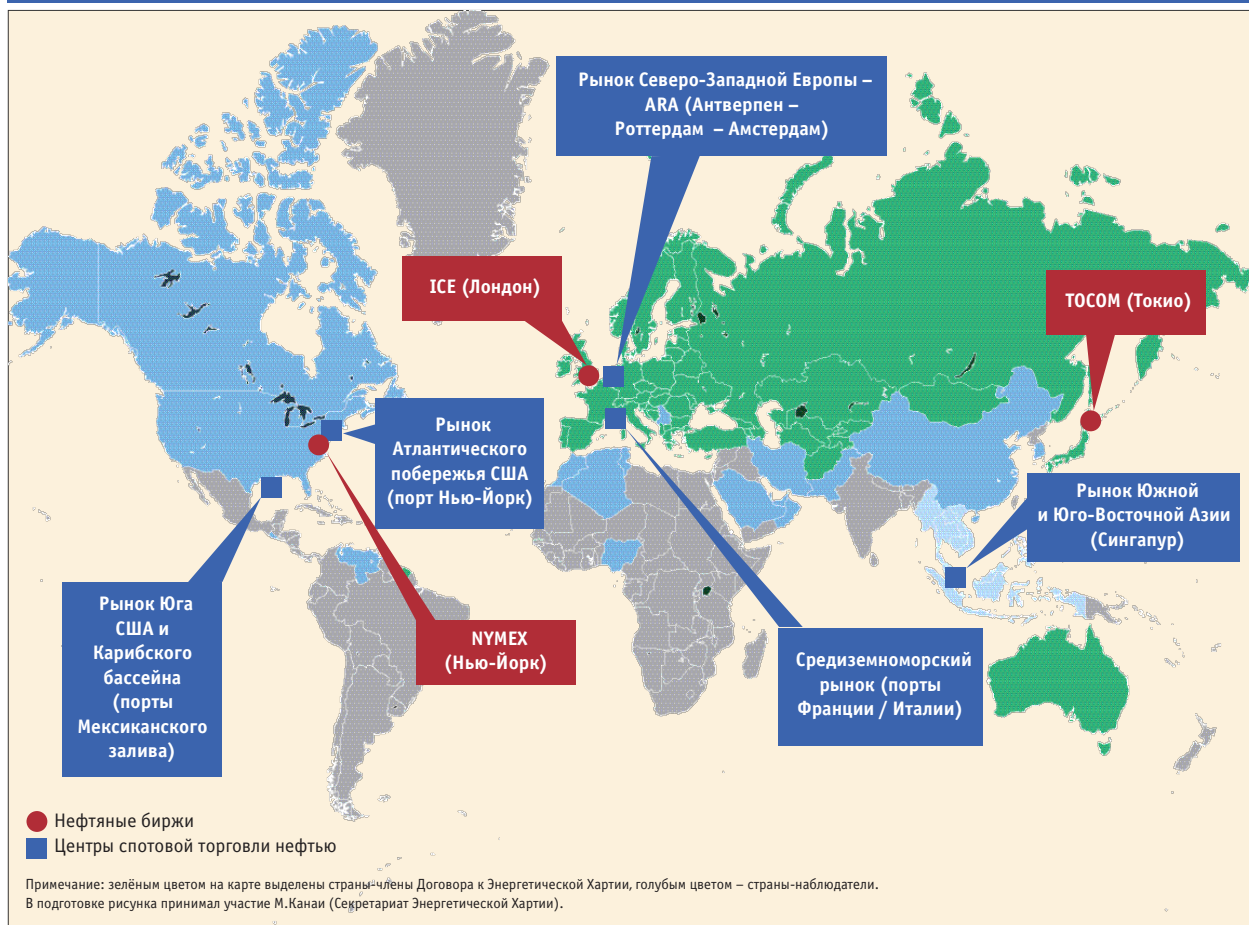 Рынок Северо-Западной Европы –
ARA (Антверпен –
Роттердам – Амстердам)
ICE (Лондон)
TOCOM (Токио)
Рынок
Атлантического
побережья США
(порт Нью-Йорк)
Рынок Южной
и Юго-Восточной Азии
(Сингапур)
Рынок Юга
США и
Карибского
бассейна
(порты
Мексиканского
залива)
NYMEX
(Нью-Йорк)
Средиземноморский
рынок (порты
Франции / Италии)
Нефтяные биржи
Центры спотовой торговли нефтью
Примечание: зелёным цветом на карте выделены страны-члены Договора к Энергетической Хартии, голубым цветом – страны-наблюдатели.
В подготовке рисунка принимал участие М.Канаи (Секретариат Энергетической Хартии).